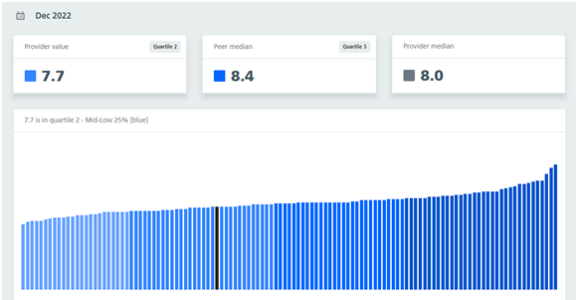 Dec 2022
Provider value
Quartile 2
7.7
Peer median
Quartile 3
8.4
Provider median
8.0
7.7 is in quartile 2 - Mid-Low 25% [blue]